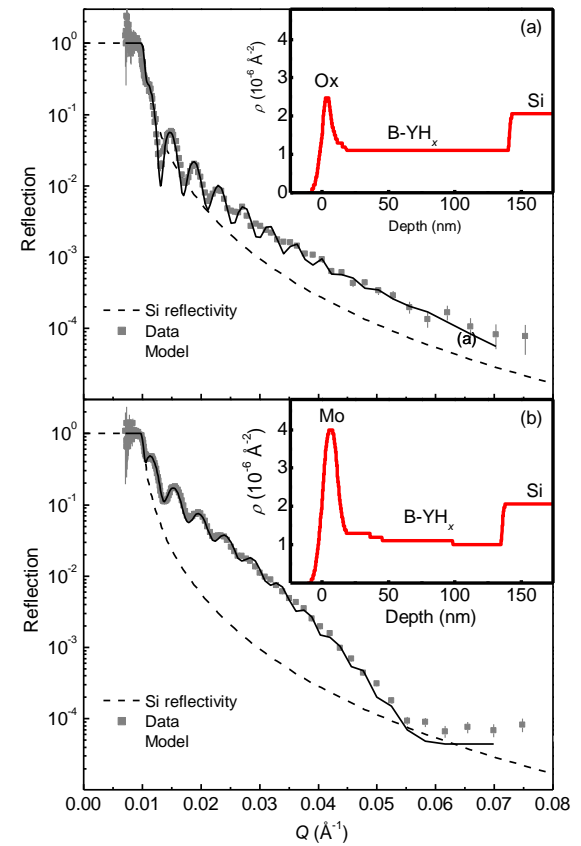 (a)
Ox
Si
B-YHₓ
ρ (10⁻⁶ Å⁻²)
4
3
2
1
0
0 50 100 150
Depth (nm)
10⁰
10⁻¹
10⁻²
10⁻³
10⁻⁴
Reflection
Si reflectivity
Data
Model
(a)
(b)
Mo
Si
B-YHₓ
ρ (10⁻⁶ Å⁻²)
4
3
2
1
0 50 100 150
Depth (nm)
10⁰
10⁻¹
10⁻²
10⁻³
10⁻⁴
Reflection
Si reflectivity
Data
Model
0.00 0.01 0.02 0.03 0.04 0.05 0.06 0.07 0.08
Q (Å⁻¹)